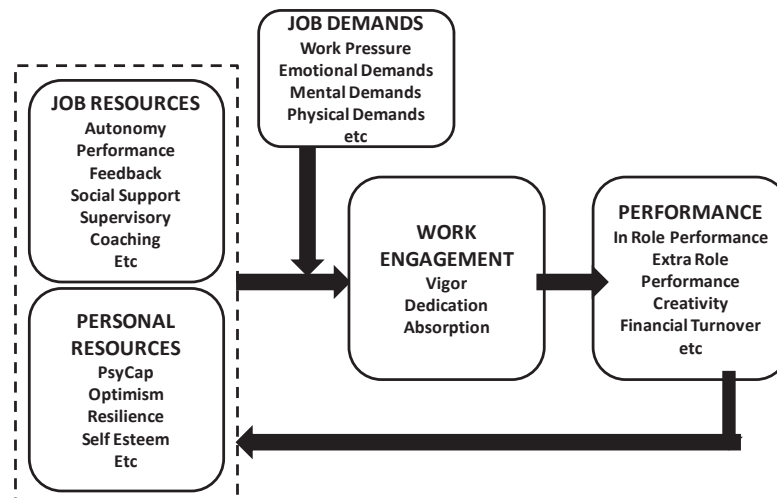 JOB DEMANDS
Work Pressure
Emotional Demands
Mental Demands
Physical Demands
etc
JOB RESOURCES
Autonomy
Performance
Feedback
Social Support
Supervisory
Coaching
Etc
PERSONAL
RESOURCES
PsyCap
Optimism
Resilience
Self Esteem
Etc
WORK
ENGAGEMENT
Vigor
Dedication
Absorption
PERFORMANCE
In Role Performance
Extra Role
Performance
Creativity
Financial Turnover
etc